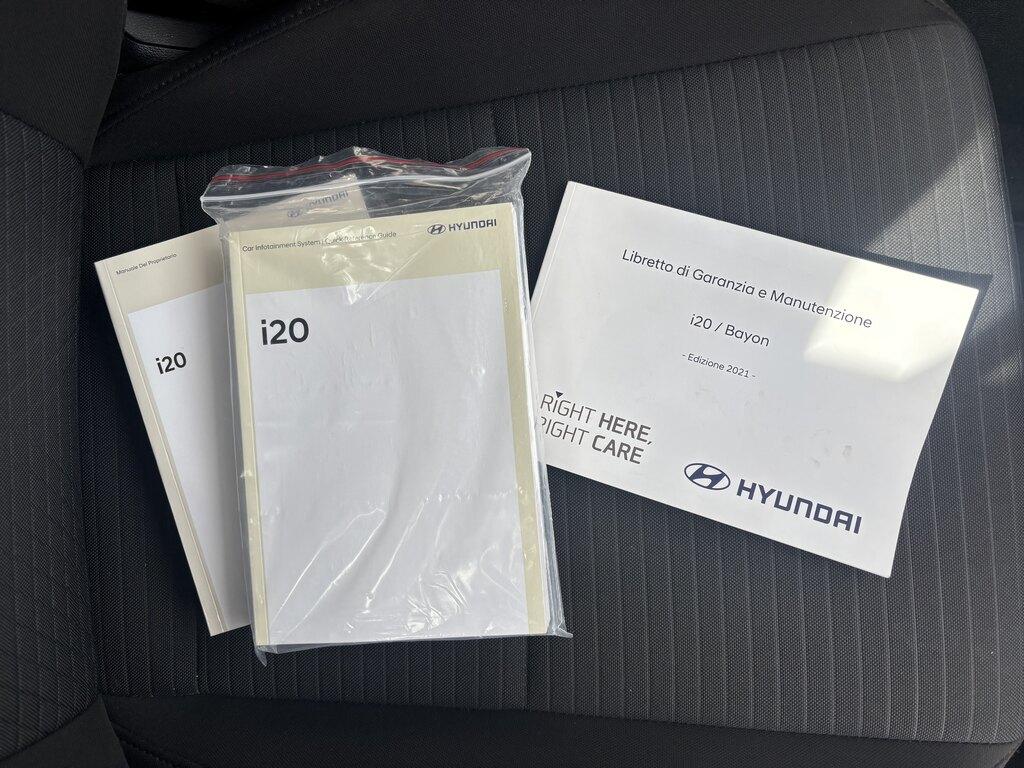 Manuale Del Proprietario
i20
HYUNDAI
Car Infotainment System | Quick Reference Guide
HYUNDAI
i20
Libretto di Garanzia e Manutenzione
i20 / Bayon
- Edizione 2021 -
RIGHT HERE,
RIGHT CARE
HYUNDAI